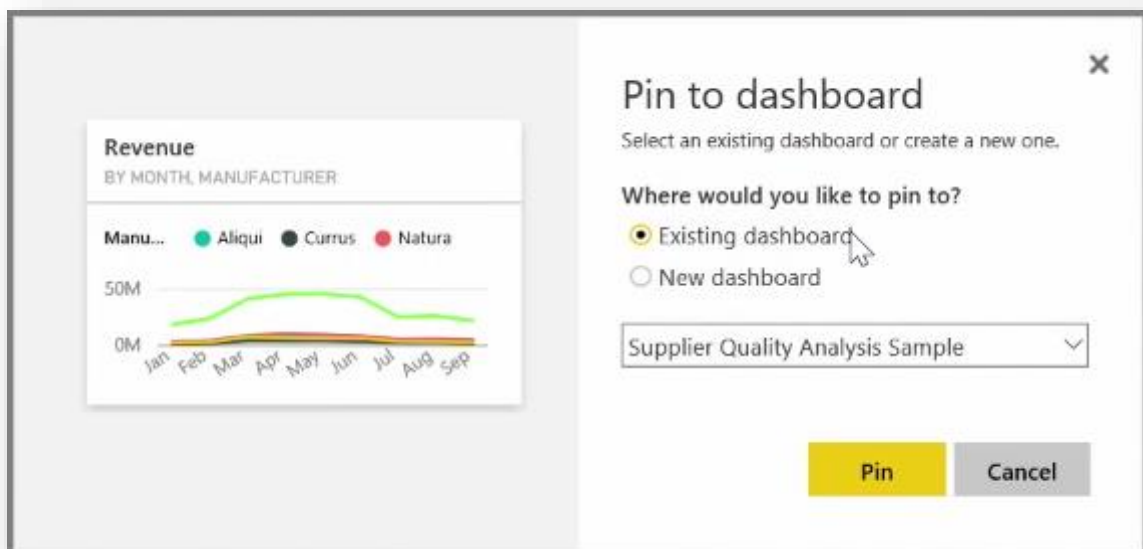 Revenue
BY MONTH, MANUFACTURER
Manu... Aliqui Currus Natura
50M
0M
Jan Feb Mar Apr May Jun Jul Aug Sep
Pin to dashboard
Select an existing dashboard or create a new one.
Where would you like to pin to?
Existing dashboard
New dashboard
Supplier Quality Analysis Sample
Pin Cancel